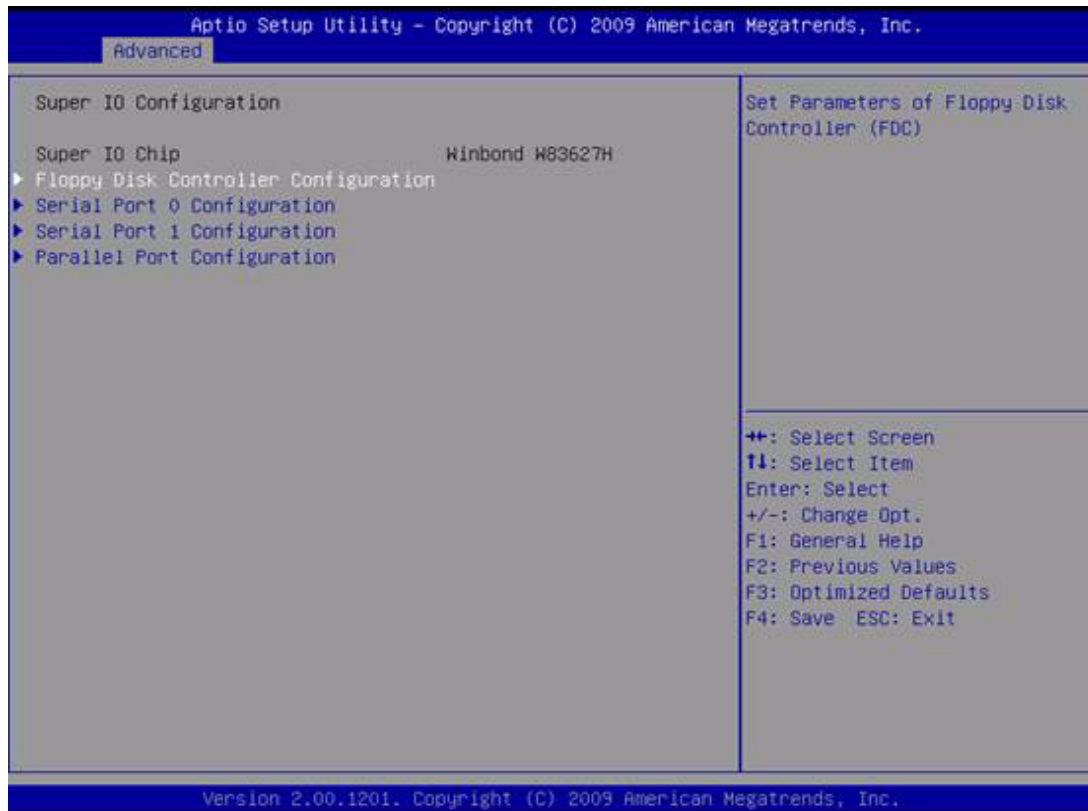 Aptio Setup Utility – Copyright (C) 2009 American Megatrends, Inc.
Advanced
Super IO Configuration
Super IO Chip Winbond W83627H
Floppy Disk Controller Configuration
Serial Port 0 Configuration
Serial Port 1 Configuration
Parallel Port Configuration
Set Parameters of Floppy Disk
Controller (FDC)
→←: Select Screen
↑↓: Select Item
Enter: Select
+/-: Change Opt.
F1: General Help
F2: Previous Values
F3: Optimized Defaults
F4: Save ESC: Exit
Version 2.00.1201. Copyright (C) 2009 American Megatrends, Inc.